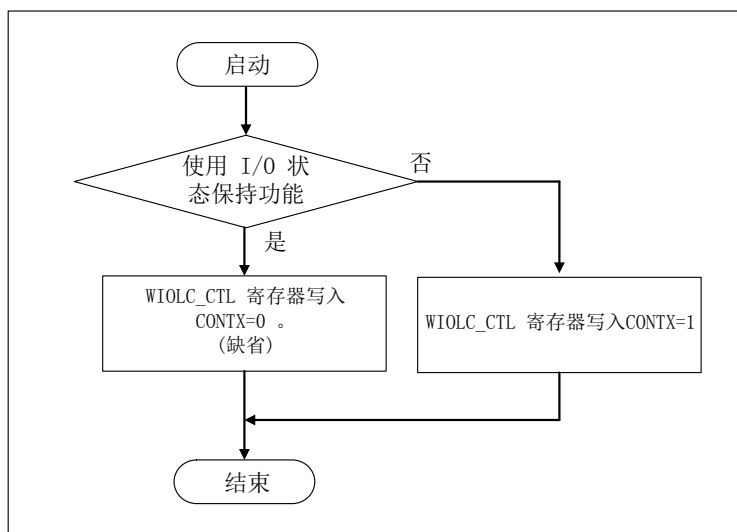 启动
使用 I/O 状
态保持功能
否
是
WIOLC_CTL 寄存器写入
CONTX=0 。
(缺省)
WIOLC_CTL 寄存器写入CONTX=1
结束